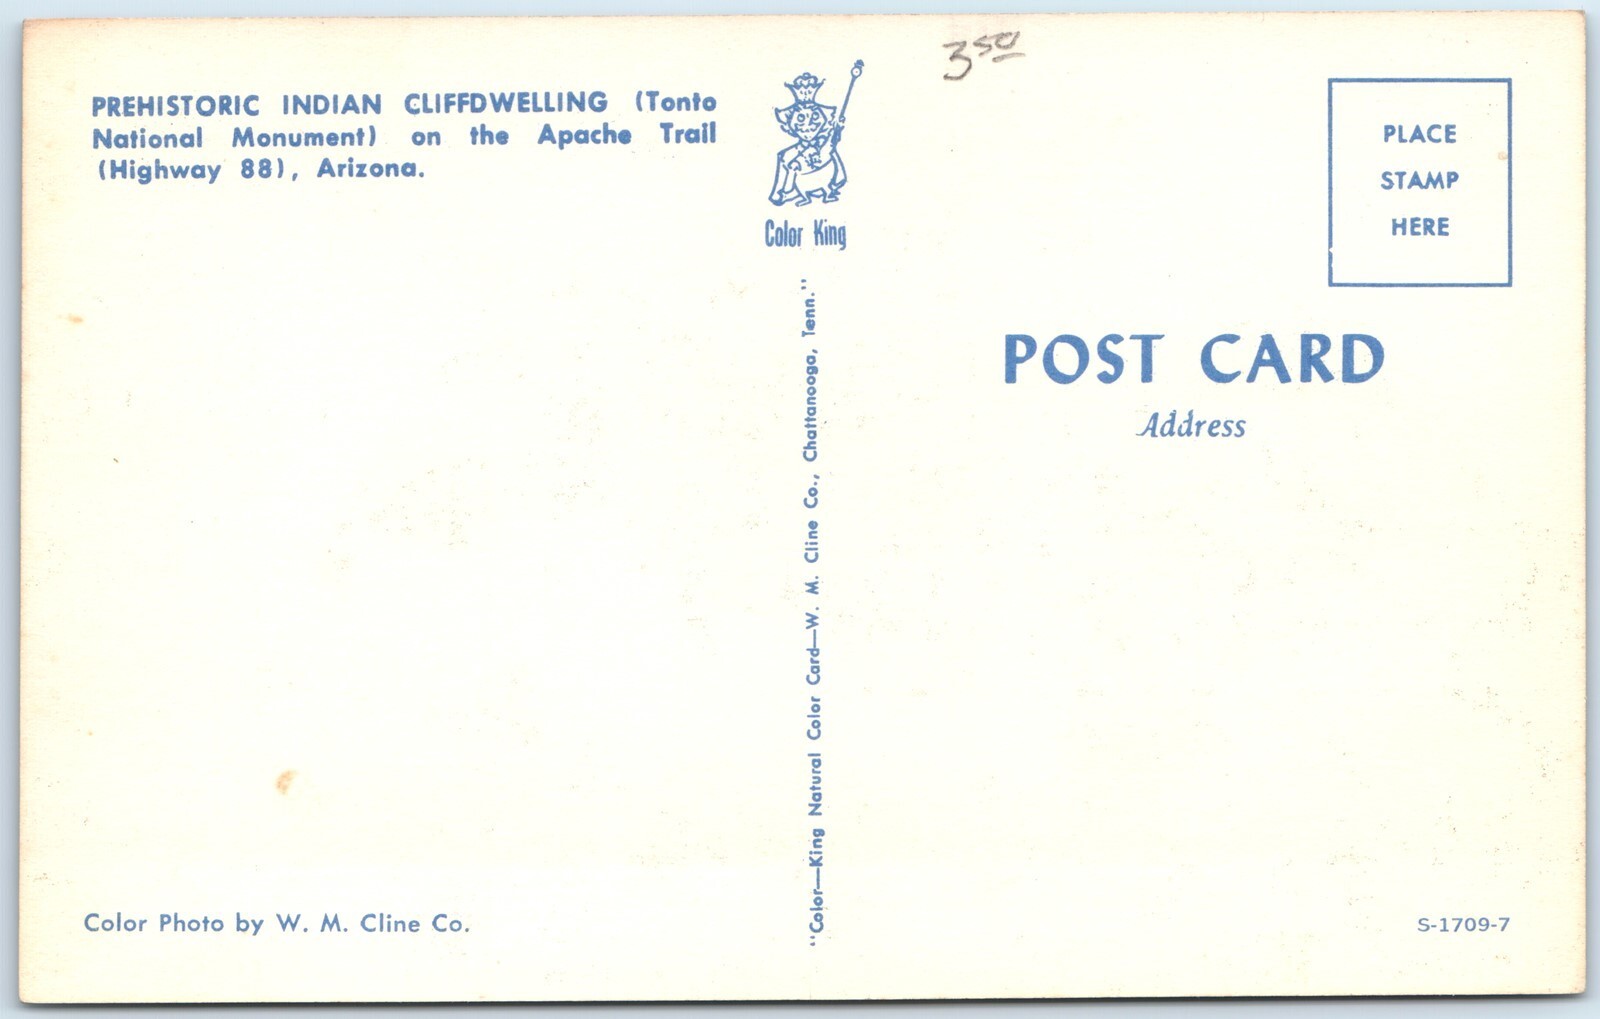 PREHISTORIC INDIAN CLIFFDWELLING (Tonto
National Monument) on the Apache Trail
(Highway 88), Arizona.
Color King
3 50
PLACE
STAMP
HERE
POST CARD
Address
"Color—King Natural Color Card—W. M. Cline Co., Chattanooga, Tenn."
Color Photo by W. M. Cline Co.
S-1709-7